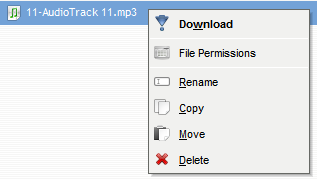 11-AudioTrack 11.mp3
Download
File Permissions
Rename
Copy
Move
Delete